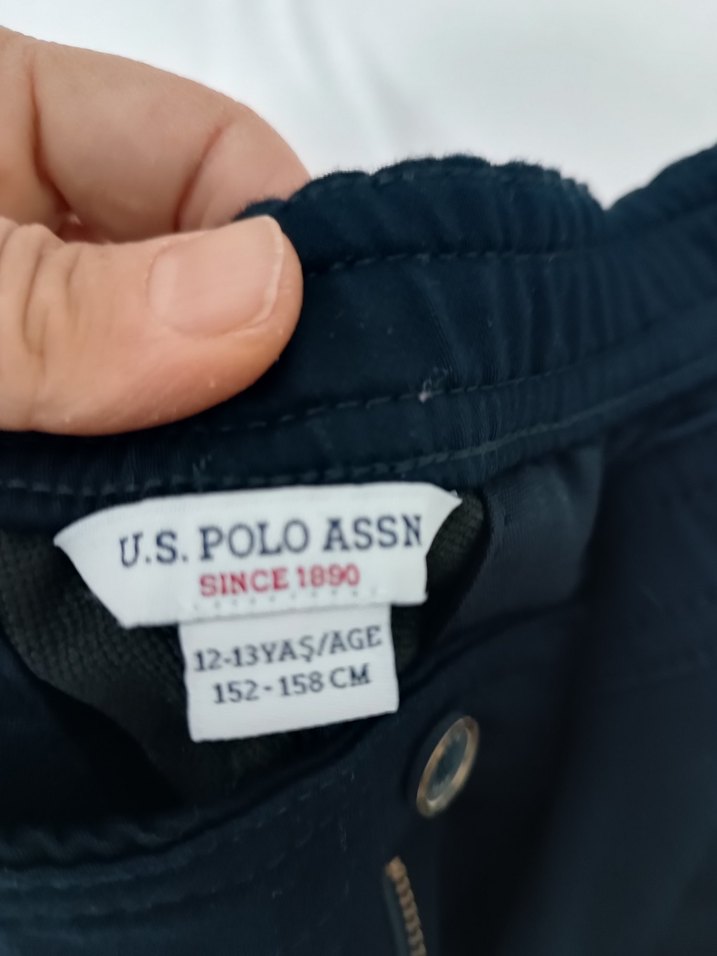 U.S. POLO ASSN
SINCE 1890
12-13YAŞ/AGE
152-158 CM